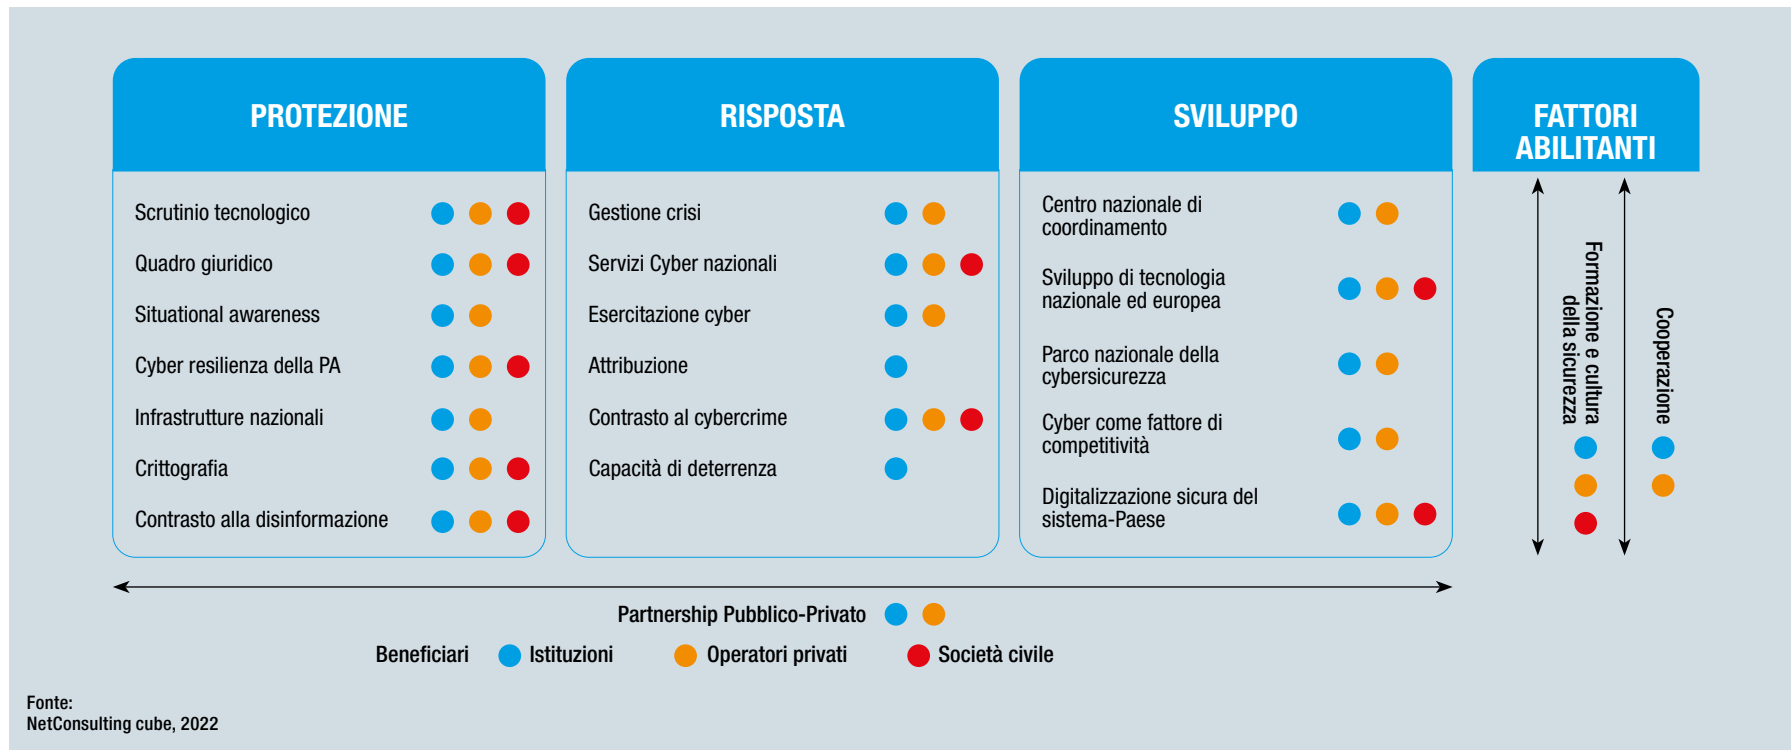 PROTEZIONE
Scrutinio tecnologico
Quadro giuridico
Situational awareness
Cyber resilienza della PA
Infrastrutture nazionali
Crittografia
Contrasto alla disinformazione
RISPOSTA
Gestione crisi
Servizi Cyber nazionali
Esercitazione cyber
Attribuzione
Contrasto al cybercrime
Capacità di deterrenza
SVILUPPO
Centro nazionale di
coordinamento
Sviluppo di tecnologia
nazionale ed europea
Parco nazionale della
cybersicurezza
Cyber come fattore di
competitività
Digitalizzazione sicura del
sistema-Paese
FATTORI
ABILITANTI
Formazione e cultura
della sicurezza
Cooperazione
Partnership Pubblico-Privato
Beneficiari Istituzioni Operatori privati Società civile
Fonte:
NetConsulting cube, 2022